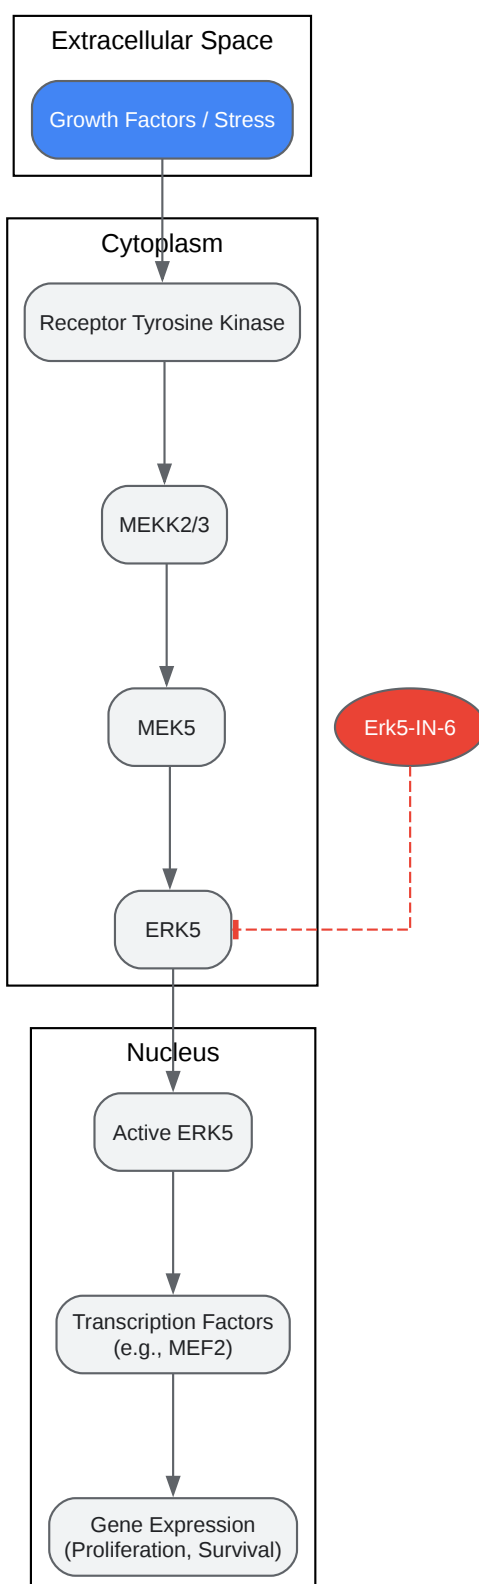 Extracellular Space
Growth Factors / Stress
Cytoplasm
Receptor Tyrosine Kinase
MEKK2/3
MEK5
Erk5-IN-6
ERK5
Nucleus
Active ERK5
Transcription Factors
(e.g., MEF2)
Gene Expression
(Proliferation, Survival)